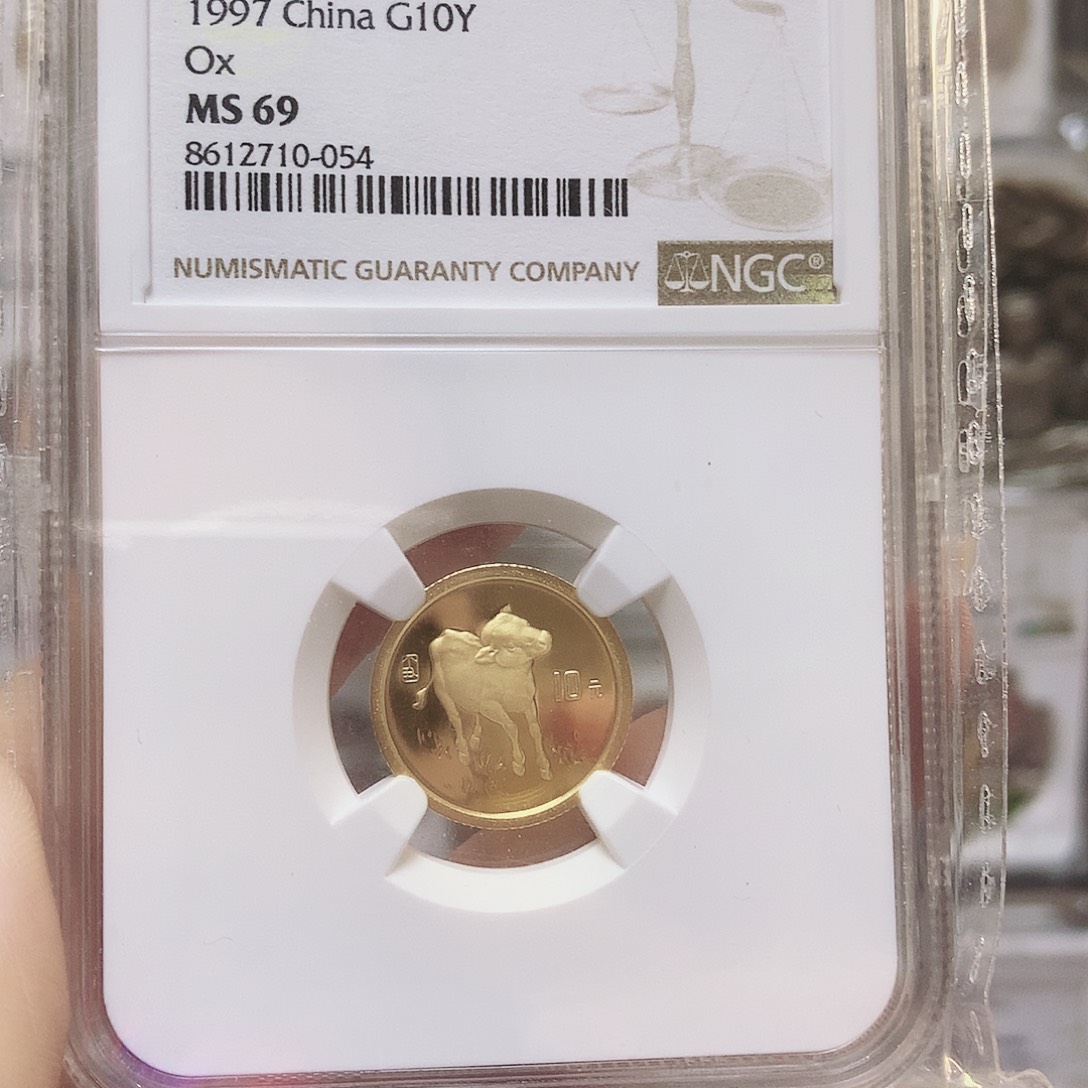 1997 China G10Y
Ox
MS 69
8612710-054
NUMISMATIC GUARANTY COMPANY
NGC®
10元